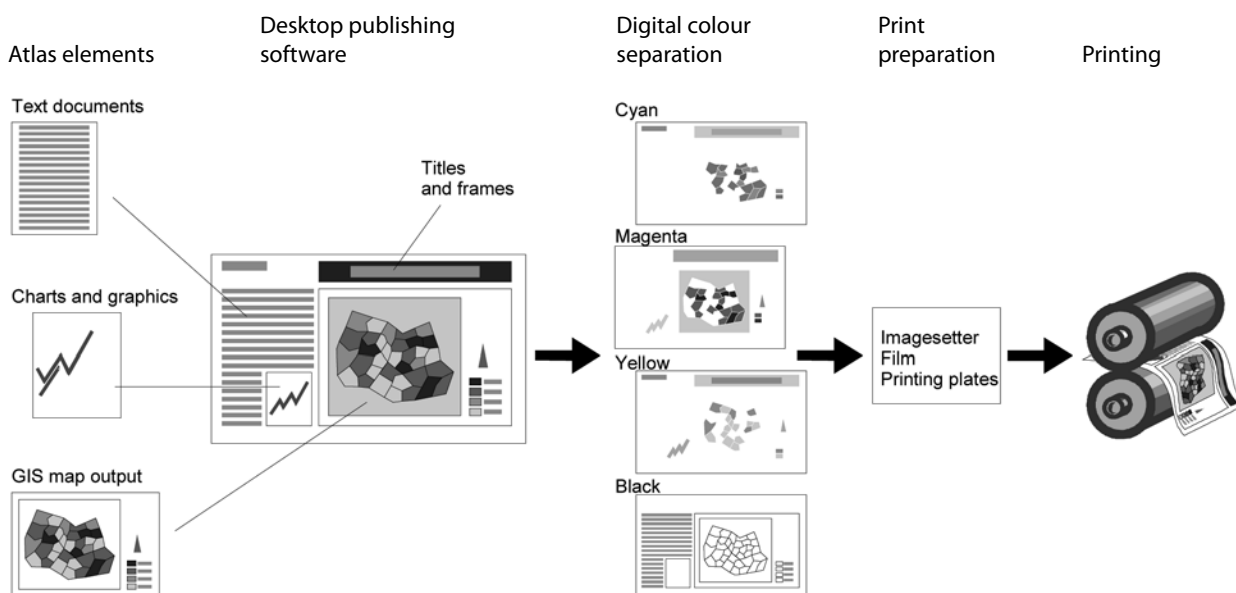 Atlas elements
Desktop publishing
software
Digital colour
separation
Print
preparation
Printing
Text documents
Charts and graphics
GIS map output
Titles
and frames
Cyan
Magenta
Yellow
Black
Imagesetter
Film
Printing plates